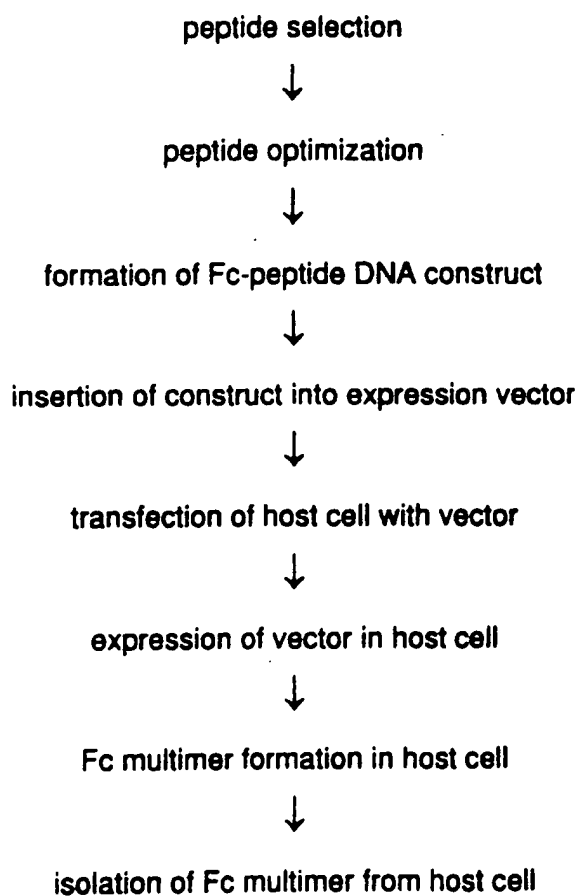 peptide selection
↓
peptide optimization
↓
formation of Fc-peptide DNA construct
↓
insertion of construct into expression vector
↓
transfection of host cell with vector
↓
expression of vector in host cell
↓
Fc multimer formation in host cell
↓
isolation of Fc multimer from host cell